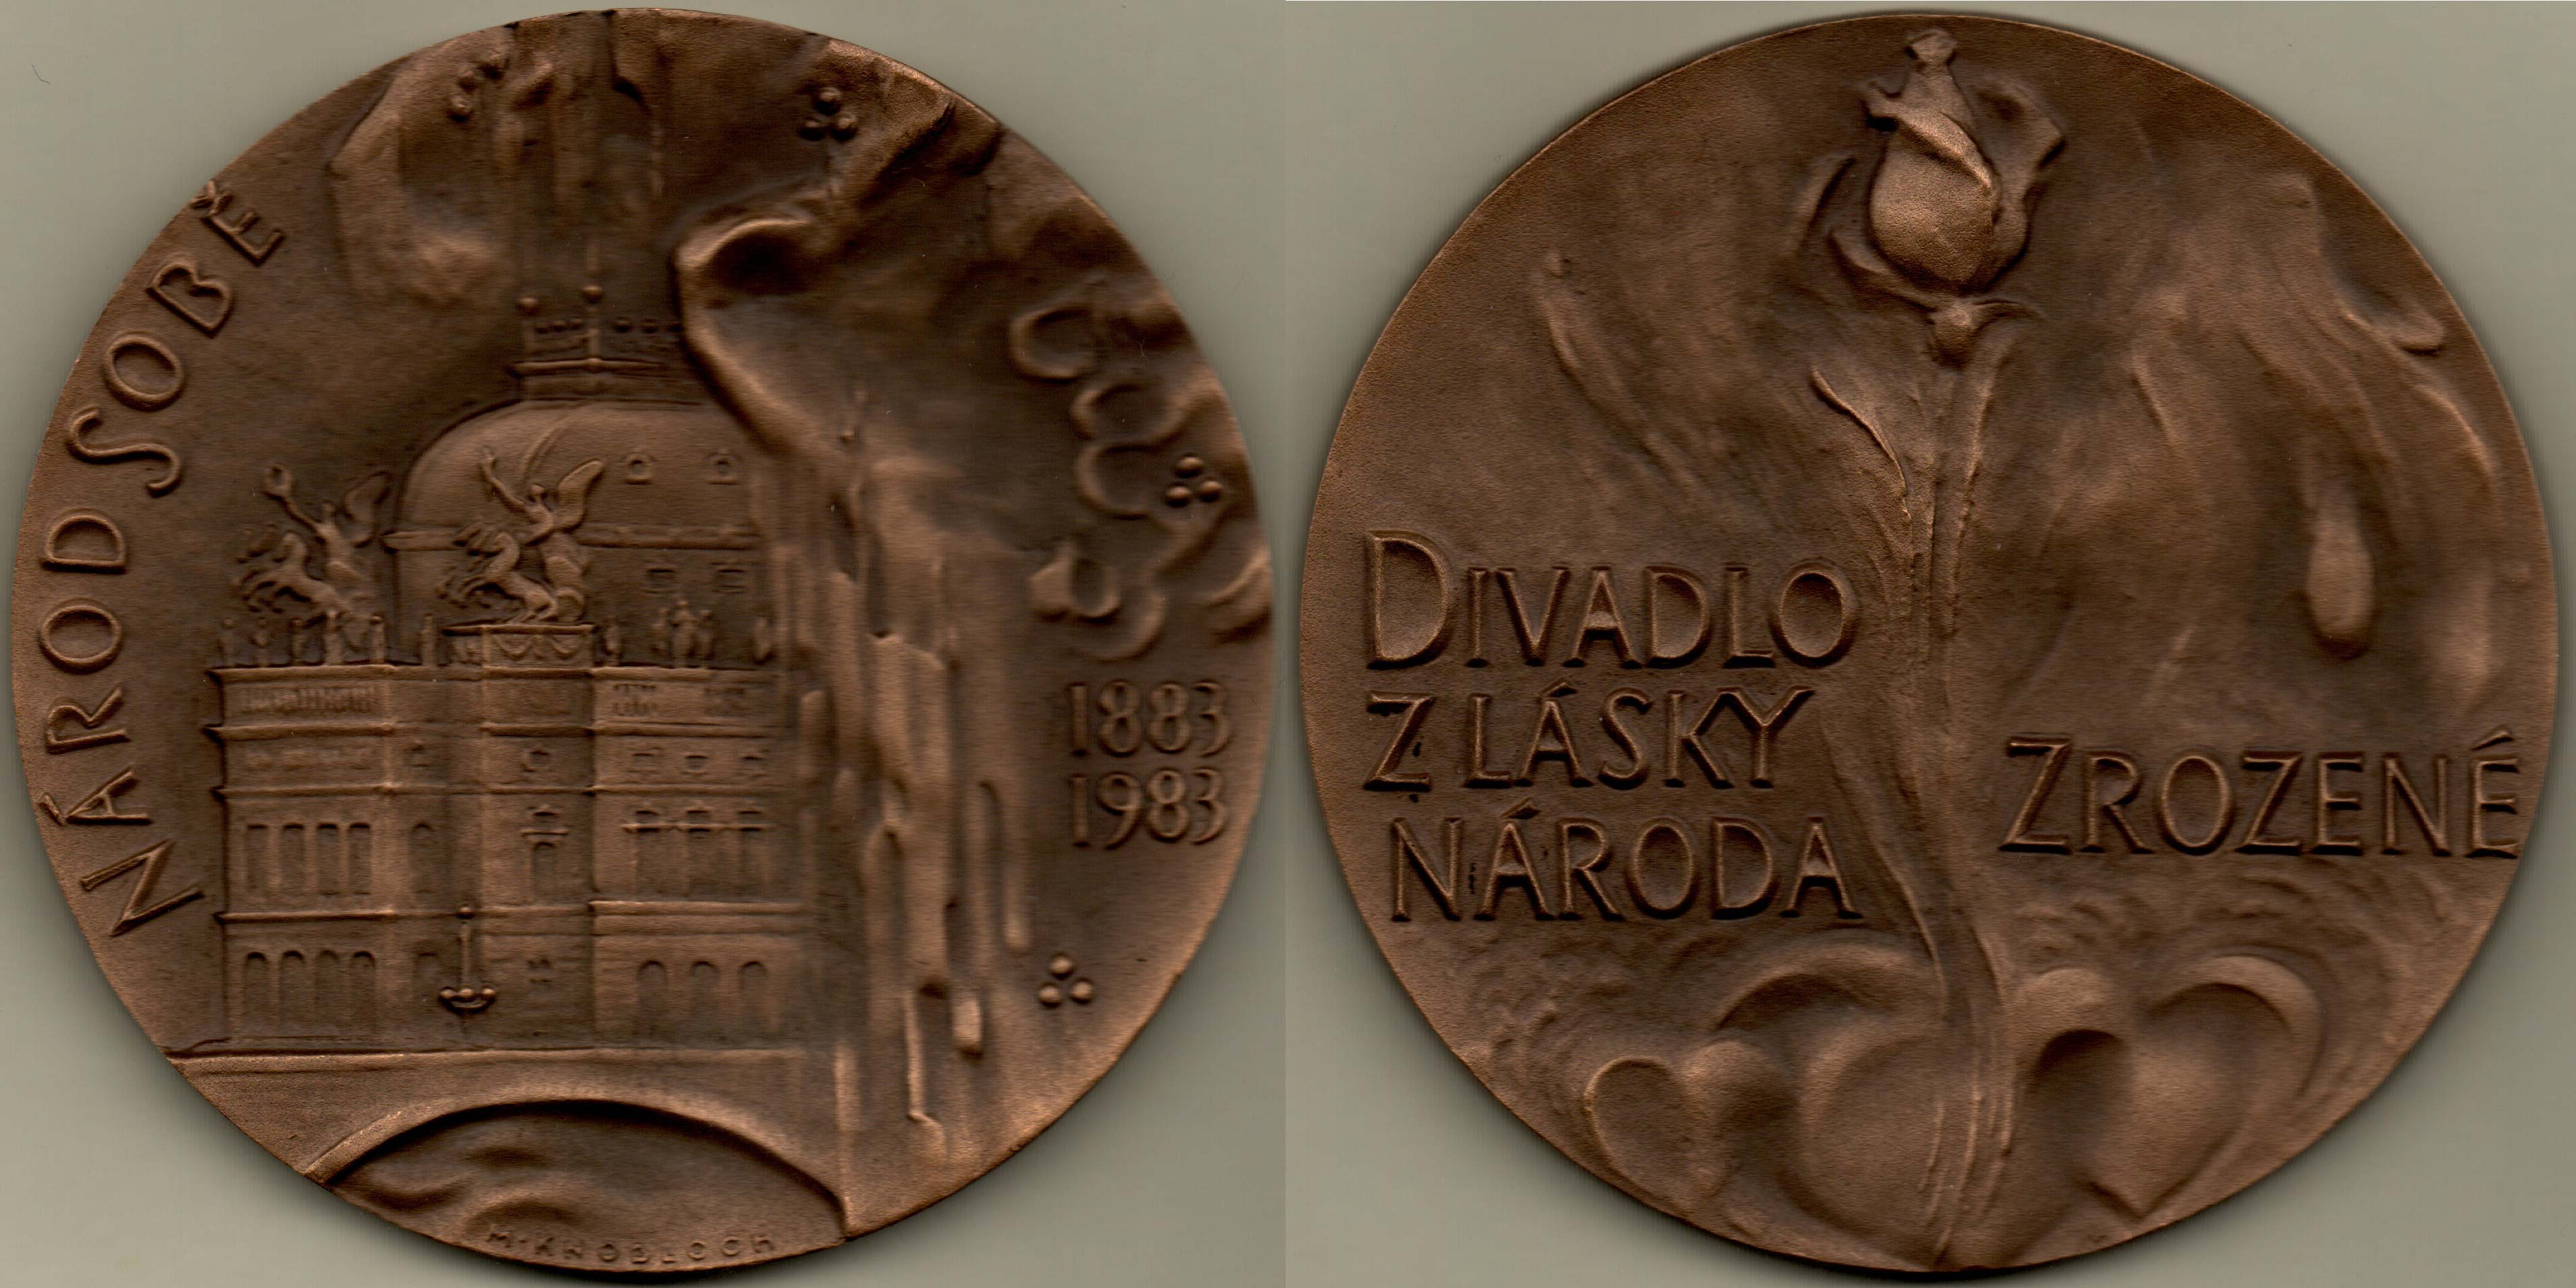 NÁROD SOBĚ
1883
1983
M. KNOBLOCH
DIVADLO
Z LÁSKY
NÁRODA
ZROZENÉ